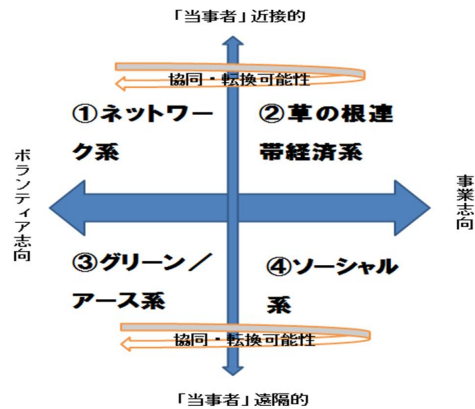 「当事者」近接的
協同・転換可能性
①ネットワー
ク系
②草の根連
帯経済系
ボランティア志向
事業志向
③グリーン／
アース系
④ソーシャル
系
協同・転換可能性
「当事者」遠隔的